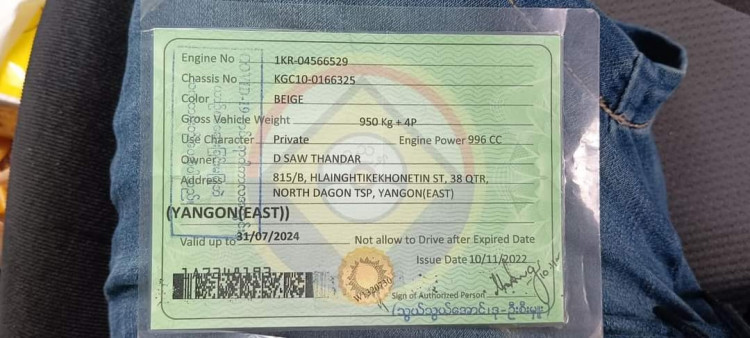 Engine No 1KR-04566529
Chassis No KGC10-0166325
Color BEIGE
Gross Vehicle Weight 950 Kg + 4P
Use Character Private Engine Power 996 CC
Owner D SAW THANDAR
Address 815/B, HLAINGHTIKEKHONETIN ST, 38 QTR,
NORTH DAGON TSP, YANGON(EAST)
(YANGON(EAST))
Valid up to 31/07/2024 Not allow to Drive after Expired Date
Issue Date 10/11/2022
Sign of Authorized Person
COVID-19